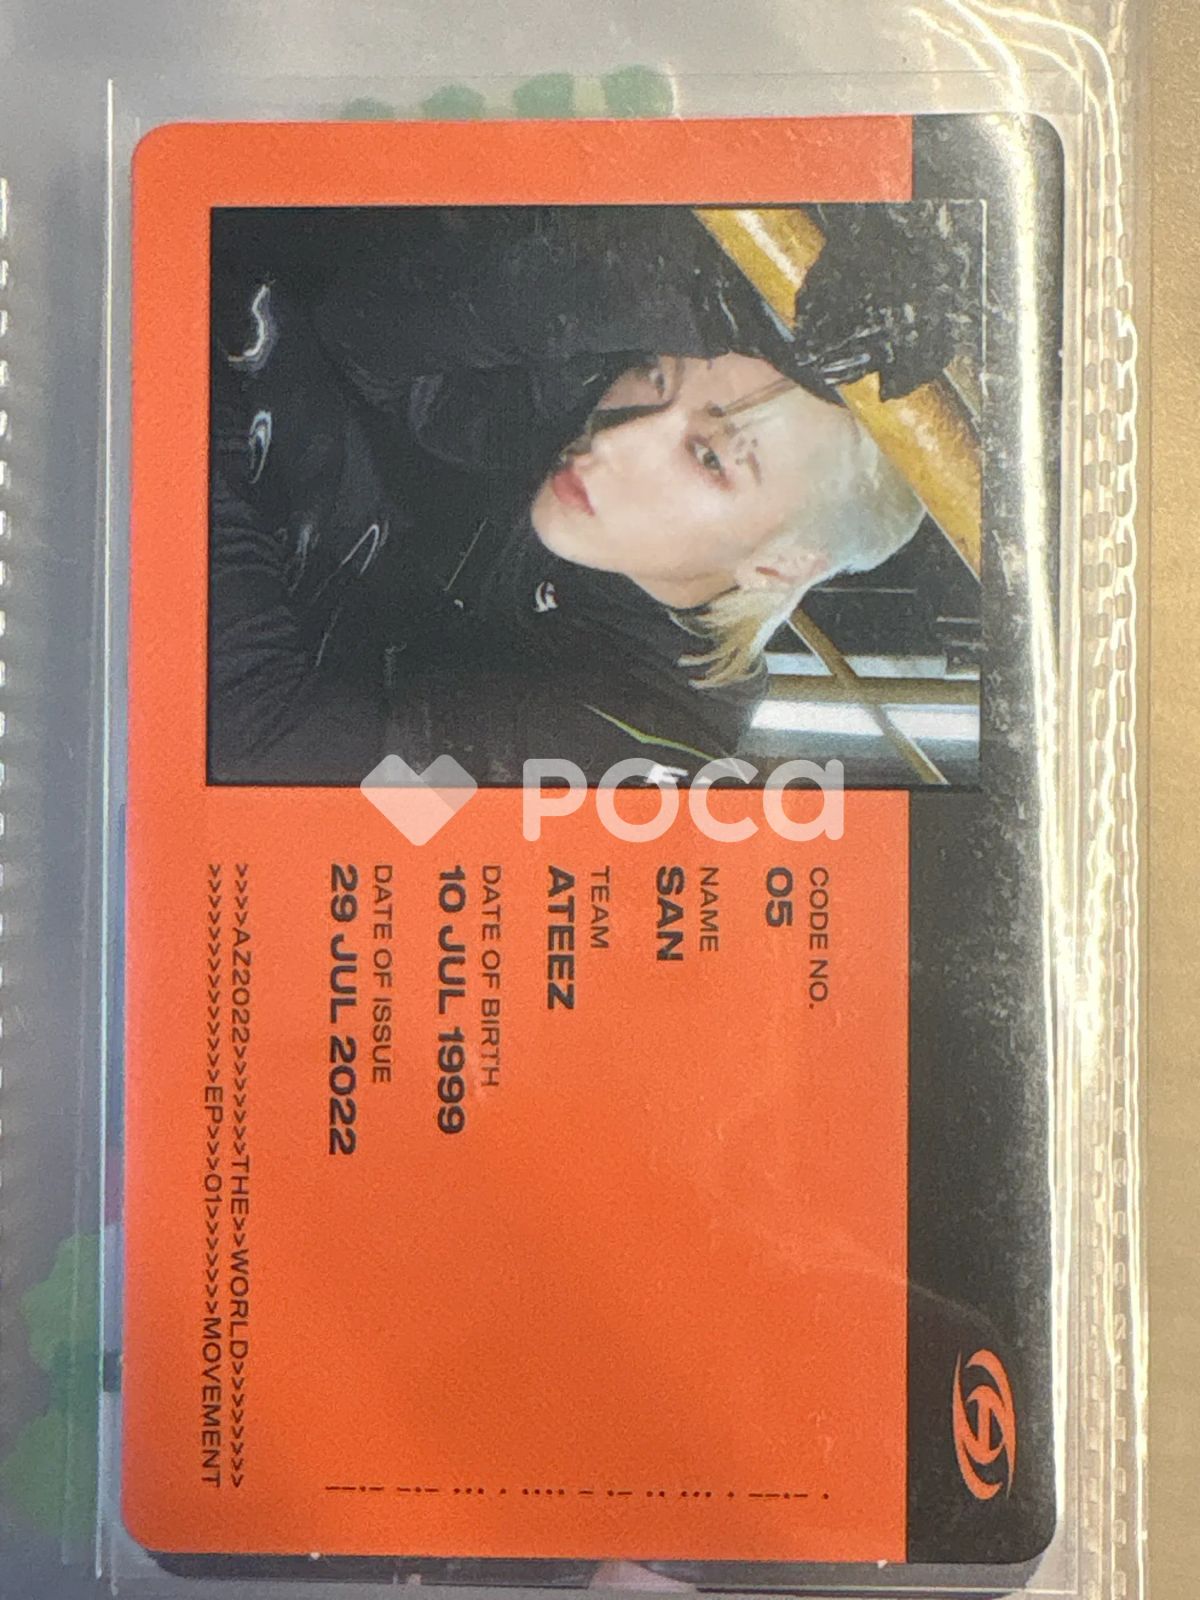 CODE NO.
05
NAME
SAN
TEAM
ATEEZ
DATE OF BIRTH
10 JUL 1999
DATE OF ISSUE
29 JUL 2022
>>>>AZ2022>>>>>>>THE>>WORLD>>>>>>>>
>>>>>>>>>>>>>>EP>>>01>>>>>>>MOVEMENT
POCA